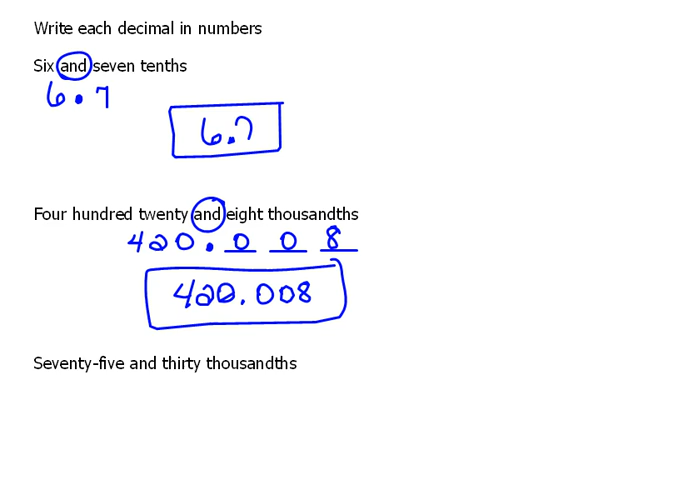 Write each decimal in numbers
Six and seven tenths
6.7
6.7
Four hundred twenty and eight thousandths
420.008
420.008
Seventy-five and thirty thousandths